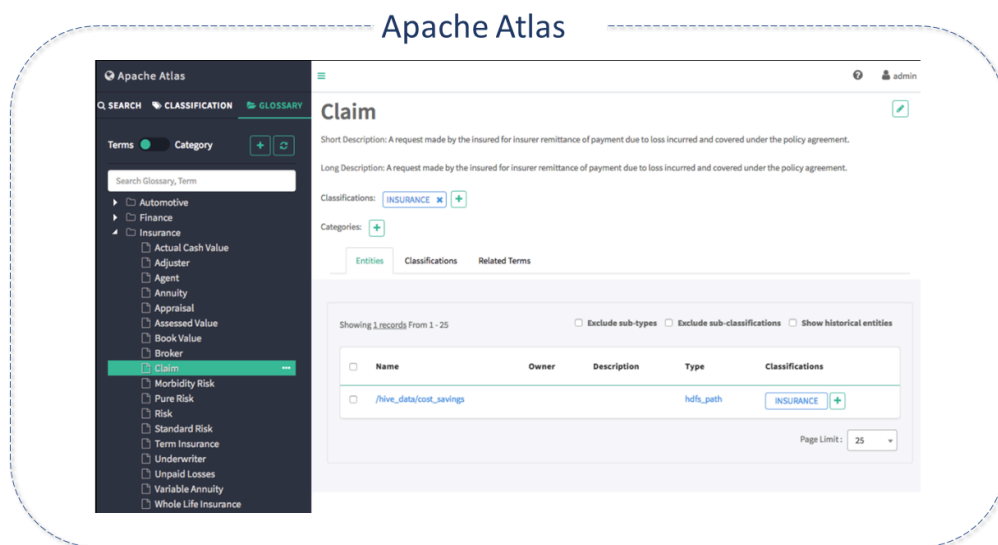 Apache Atlas
Apache Atlas
admin
SEARCH CLASSIFICATION GLOSSARY
Claim
Short Description: A request made by the insured for insurer remittance of payment due to loss incurred and covered under the policy agreement.
Terms Category
Long Description: A request made by the insured for insurer remittance of payment due to loss incurred and covered under the policy agreement.
Search Glossary, Term
Classifications: INSURANCE x +
Automotive
Finance
Categories: +
Insurance
Actual Cash Value
Adjuster
Agent
Annuity
Appraisal
Assessed Value
Book Value
Broker
Claim
Morbidity Risk
Pure Risk
Risk
Standard Risk
Term Insurance
Underwriter
Unpaid Losses
Variable Annuity
Whole Life Insurance
Entities Classifications Related Terms
Showing 1 records From 1 - 25
Exclude sub-types Exclude sub-classifications Show historical entities
Name Owner Description Type Classifications
/hive_data/cost_savings hdfs_path INSURANCE +
Page Limit : 25